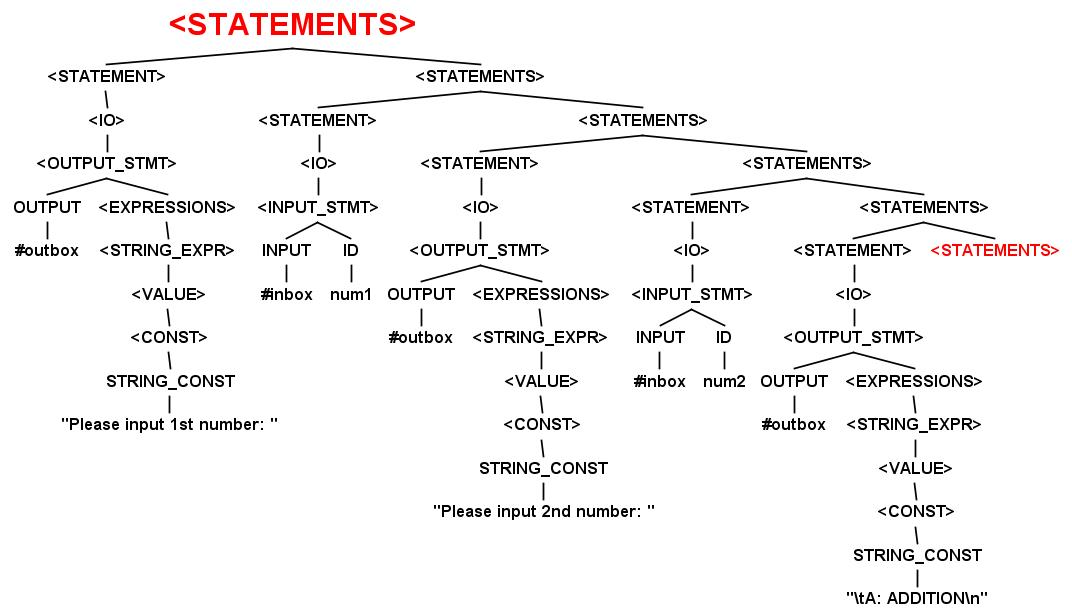 <STATEMENTS>
<STATEMENT> <STATEMENTS>
<IO> <STATEMENT> <STATEMENTS>
<OUTPUT_STMT> <IO> <STATEMENT> <STATEMENTS>
OUTPUT <EXPRESSIONS> <INPUT_STMT> <IO> <STATEMENT> <STATEMENTS>
#outbox <STRING_EXPR> INPUT ID <OUTPUT_STMT> <IO> <STATEMENT> <STATEMENTS>
<VALUE> #inbox num1 OUTPUT <EXPRESSIONS> <INPUT_STMT> <IO>
<CONST> #outbox <STRING_EXPR> INPUT ID <OUTPUT_STMT>
STRING_CONST <VALUE> #inbox num2 OUTPUT <EXPRESSIONS>
"Please input 1st number: " <CONST> #outbox <STRING_EXPR>
STRING_CONST <VALUE>
"Please input 2nd number: " <CONST>
STRING_CONST
"\tA: ADDITION\n"